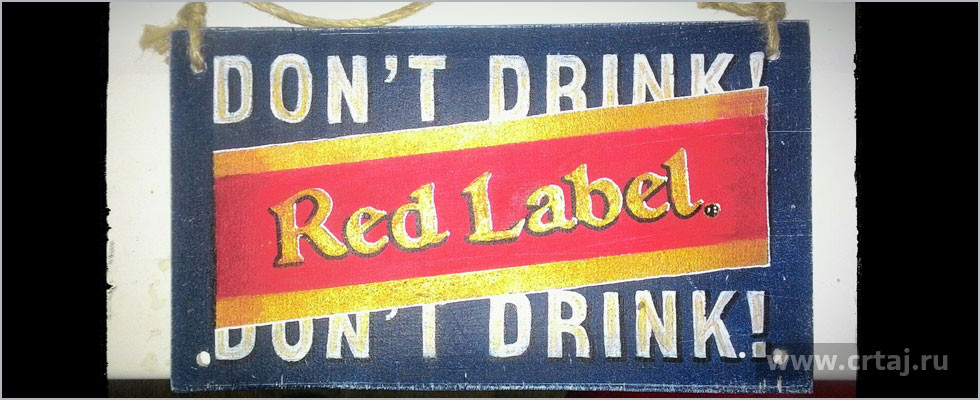 DON'T DRINK!
Red Label.®
DON'T DRINK!
www.crtaj.ru